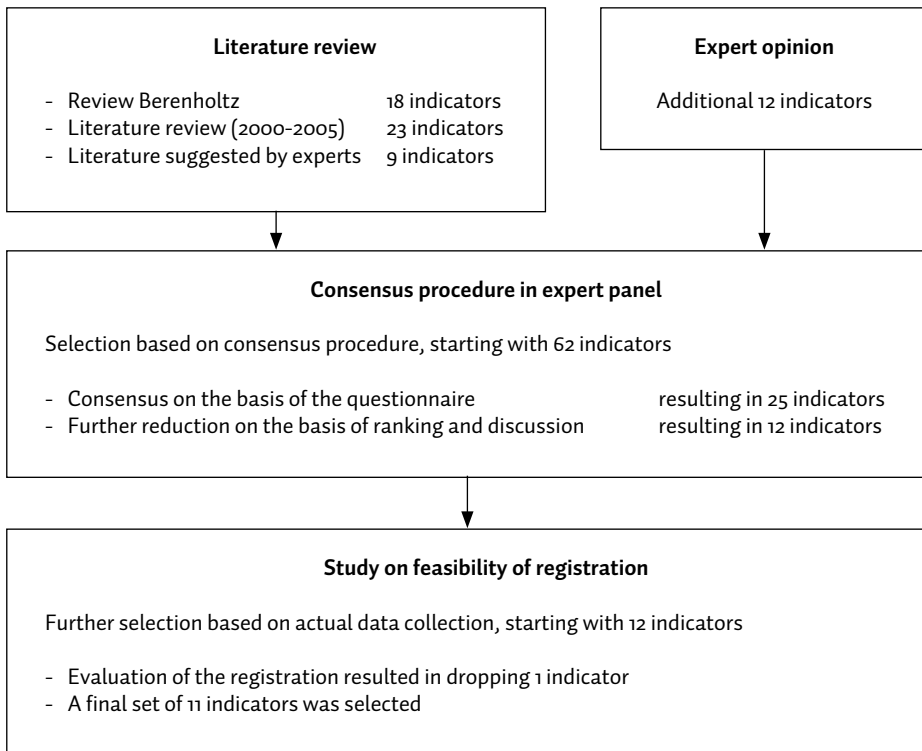 Literature review
- Review Berenholtz 18 indicators
- Literature review (2000-2005) 23 indicators
- Literature suggested by experts 9 indicators
Expert opinion
Additional 12 indicators
Consensus procedure in expert panel
Selection based on consensus procedure, starting with 62 indicators
- Consensus on the basis of the questionnaire resulting in 25 indicators
- Further reduction on the basis of ranking and discussion resulting in 12 indicators
Study on feasibility of registration
Further selection based on actual data collection, starting with 12 indicators
- Evaluation of the registration resulted in dropping 1 indicator
- A final set of 11 indicators was selected